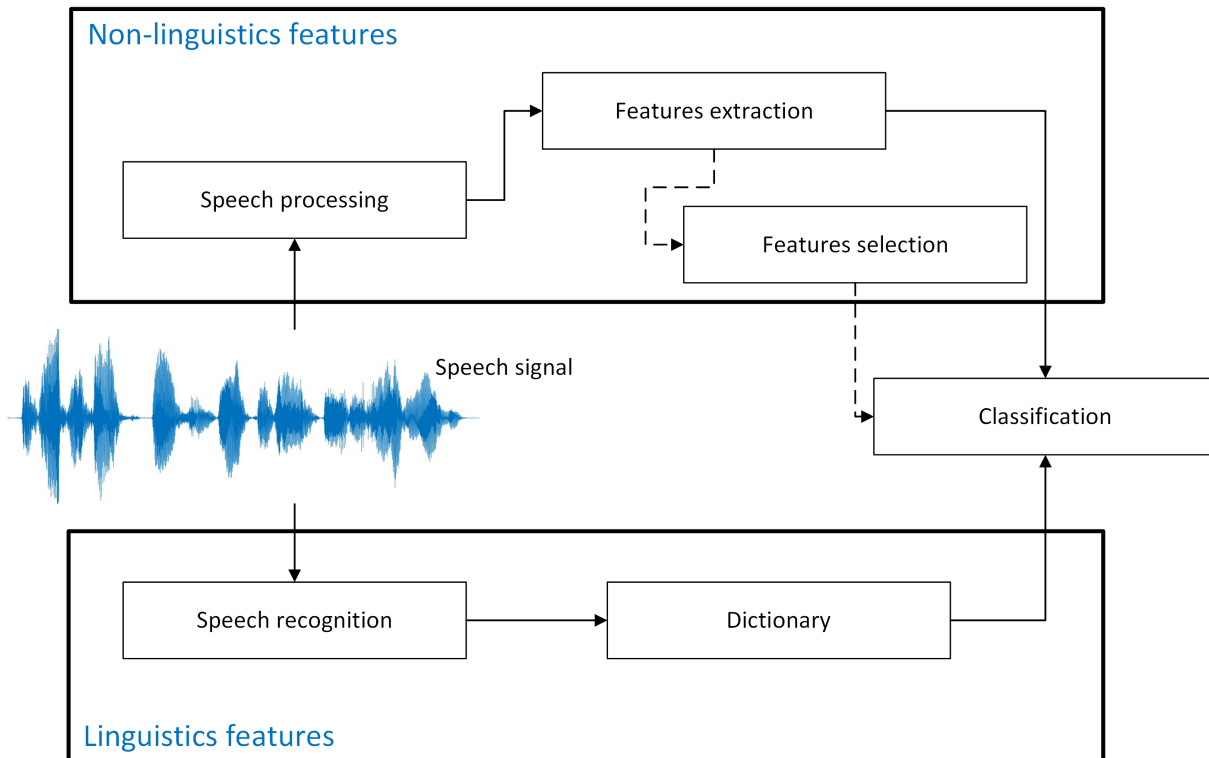 Non-linguistics features
Features extraction
Speech processing
Features selection
Speech signal
Classification
Speech recognition
Dictionary
Linguistics features